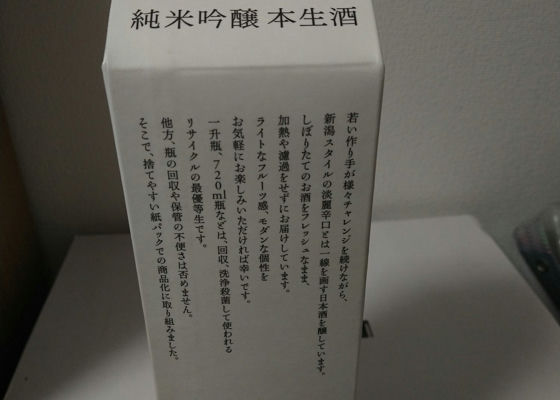 純米吟醸 本生酒
若い作り手が様々チャレンジを続けながら、
新潟スタイルの淡麗辛口とは一線を画す日本酒を醸しています。
しぼりたてのお酒をフレッシュなまま、
加熱や濾過をせずにお届けしています。
ライトなフルーツ感、モダンな個性を
お気軽にお楽しみいただければ幸いです。
一升瓶、720ml瓶などは、回収、洗浄殺菌して使われる
リサイクルの最優等生です。
他方、瓶の回収や保管の不便さは否めません。
そこで、捨てやすい紙パックでの商品化に取り組みました。